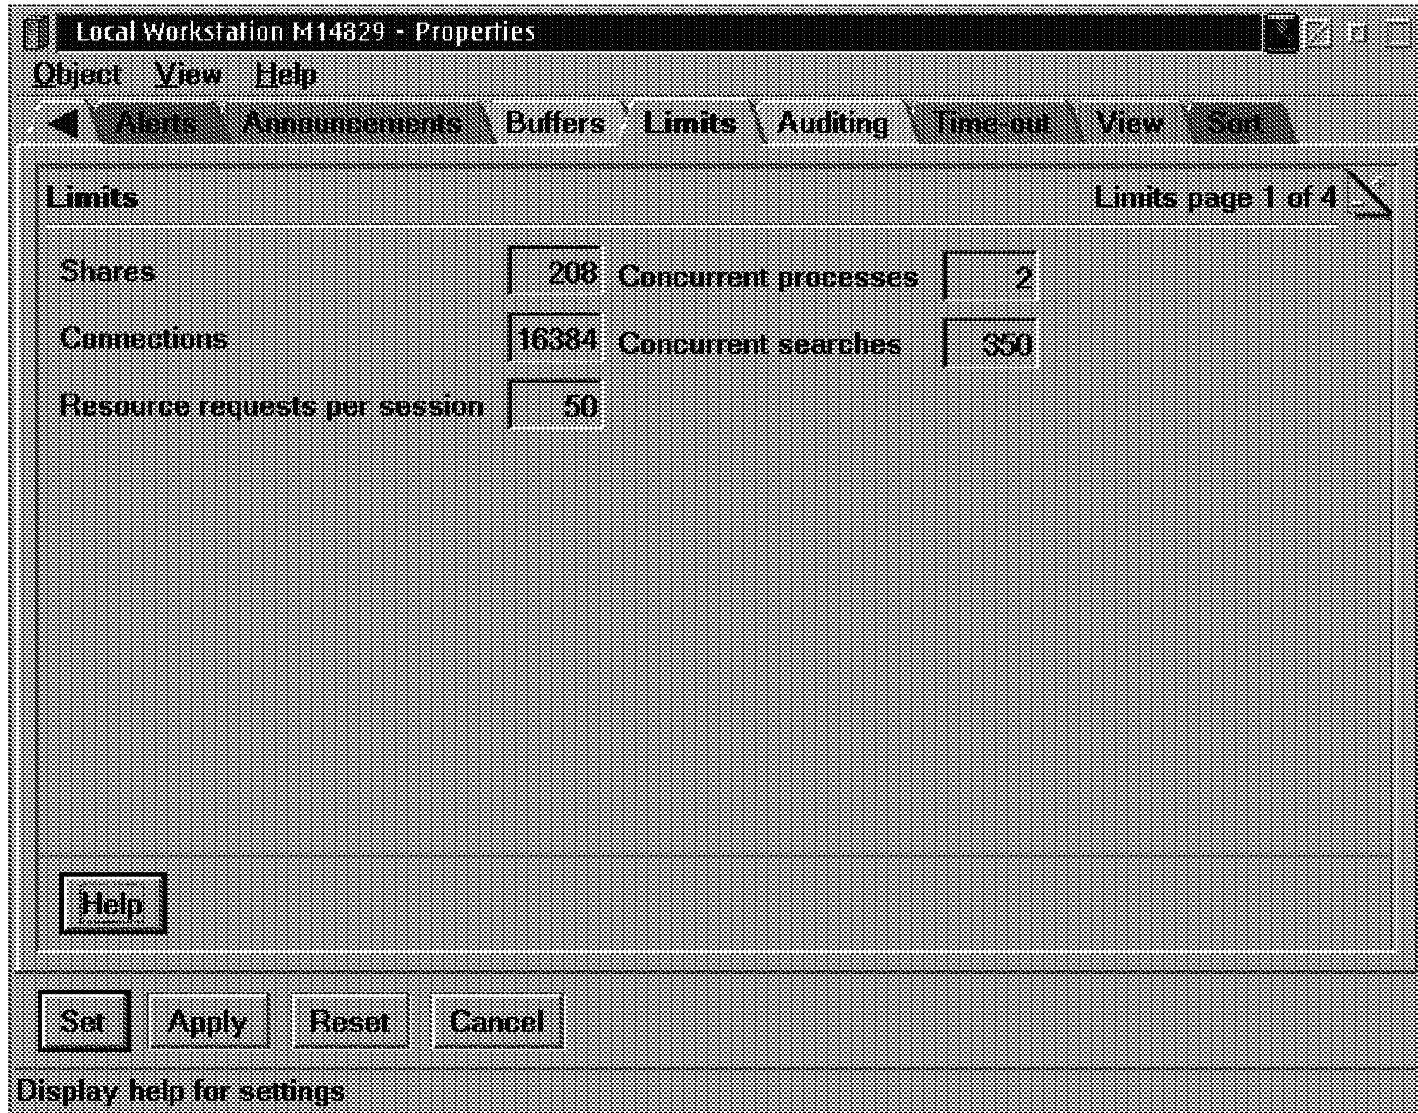 Local Workstation M14829 - Properties
Object View Help
Alerts Announcements Buffers Limits Auditing Time-out View Sort
Limits Limits page 1 of 4
Shares 208 Concurrent processes 2
Connections 16384 Concurrent searches 350
Resource requests per session 50
Help
Set Apply Reset Cancel
Display help for settings